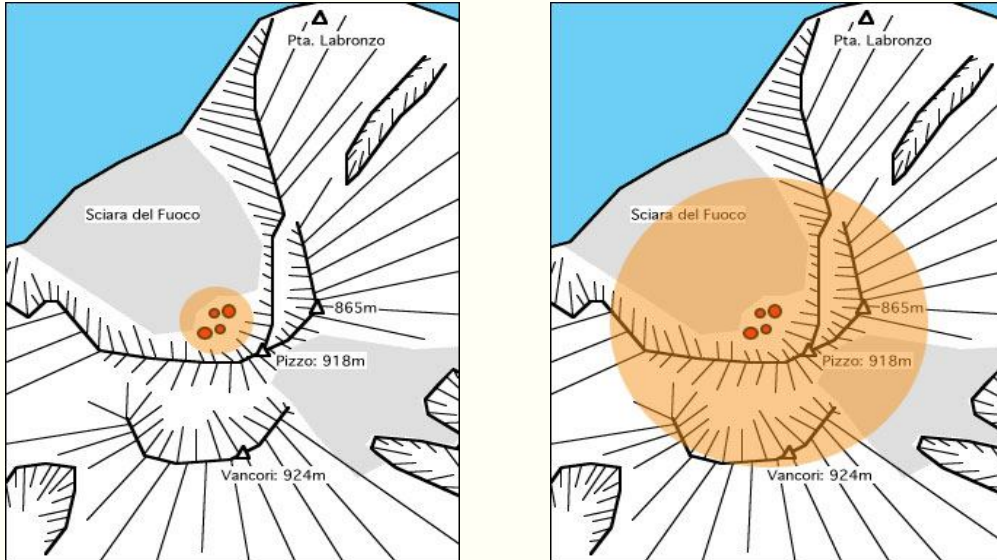 Pta. Labronzo
Sciara del Fuoco
865m
Pizzo: 918m
Vancori: 924m
Pta. Labronzo
Sciara del Fuoco
865m
Pizzo: 918m
Vancori: 924m